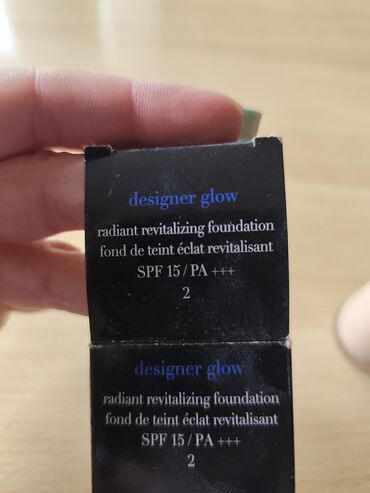 designer glow
radiant revitalizing foundation
fond de teint éclat revitalisant
SPF 15 / PA +++
2
designer glow
radiant revitalizing foundation
fond de teint éclat revitalisant
SPF 15 / PA +++
2